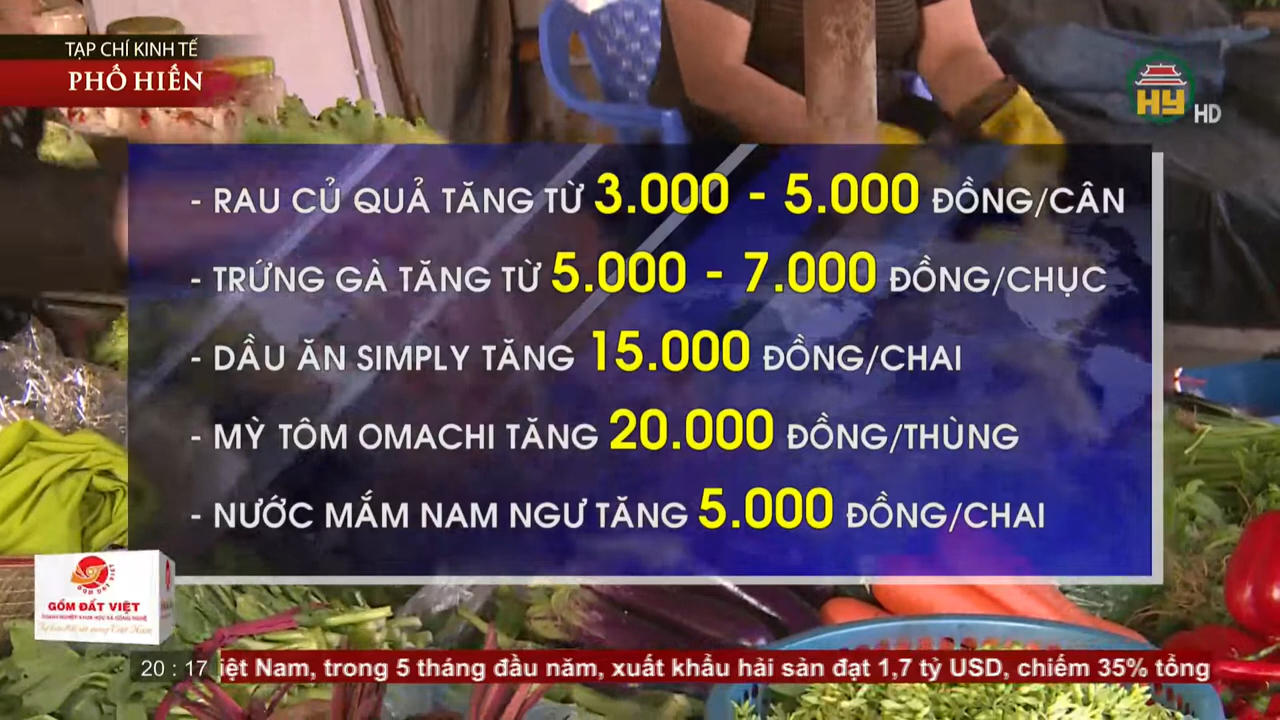 TẠP CHÍ KINH TẾ
PHỐ HIẾN
HY HD
- RAU CỦ QUẢ TĂNG TỪ 3.000 - 5.000 ĐỒNG/CÂN
- TRỨNG GÀ TĂNG TỪ 5.000 - 7.000 ĐỒNG/CHỤC
- DẦU ĂN SIMPLY TĂNG 15.000 ĐỒNG/CHAI
- MỲ TÔM OMACHI TĂNG 20.000 ĐỒNG/THÙNG
- NƯỚC MẮM NAM NGƯ TĂNG 5.000 ĐỒNG/CHAI
GỐM ĐẤT VIỆT
20 : 17 iệt Nam, trong 5 tháng đầu năm, xuất khẩu hải sản đạt 1,7 tỷ USD, chiếm 35% tổng